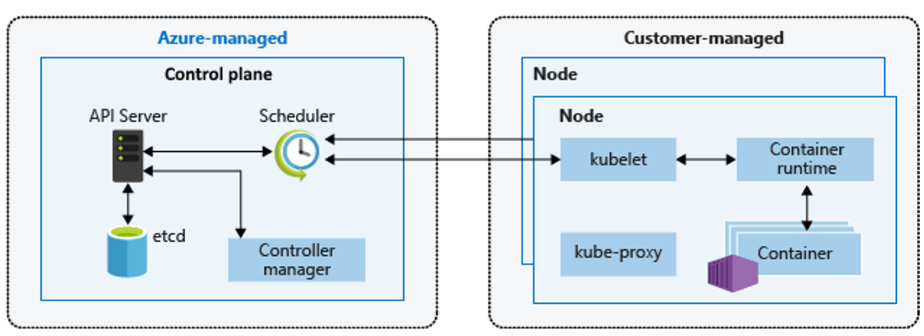 Azure-managed
Control plane
API Server
Scheduler
etcd
Controller
manager
Customer-managed
Node
Node
kubelet
Container
runtime
kube-proxy
Container